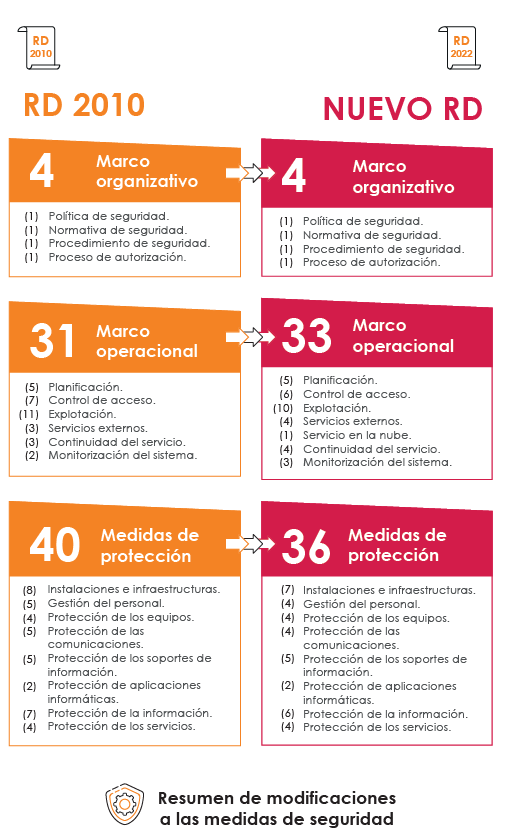 RD
2010
RD
2022
RD 2010
NUEVO RD
4 Marco
organizativo
(1) Política de seguridad.
(1) Normativa de seguridad.
(1) Procedimiento de seguridad.
(1) Proceso de autorización.
4 Marco
organizativo
(1) Política de seguridad.
(1) Normativa de seguridad.
(1) Procedimiento de seguridad.
(1) Proceso de autorización.
31 Marco
operacional
(5) Planificación.
(7) Control de acceso.
(11) Explotación.
(3) Servicios externos.
(3) Continuidad del servicio.
(2) Monitorización del sistema.
33 Marco
operacional
(5) Planificación.
(6) Control de acceso.
(10) Explotación.
(4) Servicios externos.
(1) Servicio en la nube.
(4) Continuidad del servicio.
(3) Monitorización del sistema.
40 Medidas de
protección
(8) Instalaciones e infraestructuras.
(5) Gestión del personal.
(4) Protección de los equipos.
(5) Protección de las
comunicaciones.
(5) Protección de los soportes de
información.
(2) Protección de aplicaciones
informáticas.
(7) Protección de la información.
(4) Protección de los servicios.
36 Medidas de
protección
(7) Instalaciones e infraestructuras.
(4) Gestión del personal.
(4) Protección de los equipos.
(4) Protección de las
comunicaciones.
(5) Protección de los soportes de
información.
(2) Protección de aplicaciones
informáticas.
(6) Protección de la información.
(4) Protección de los servicios.
Resumen de modificaciones
a las medidas de seguridad